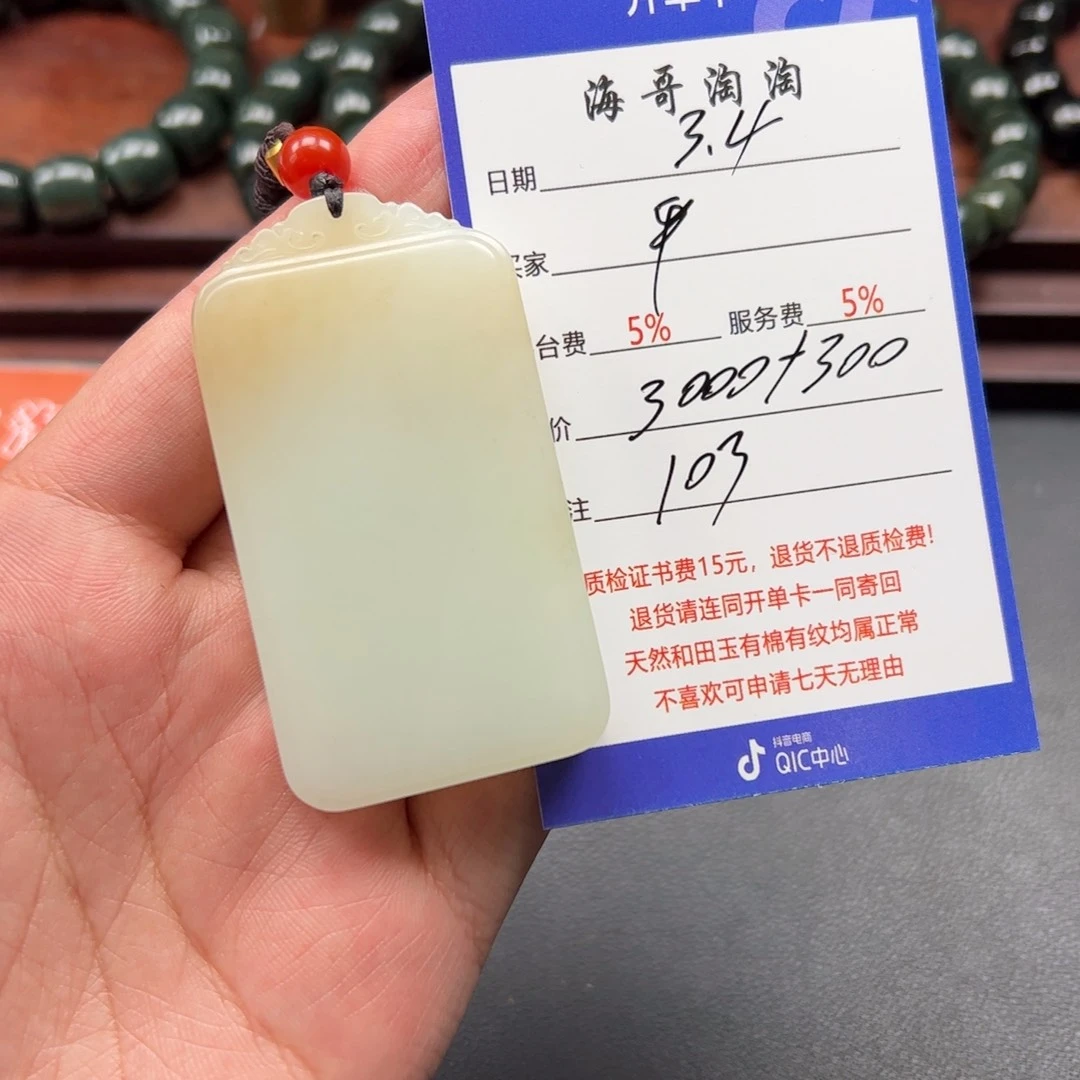 开单
海哥淘淘
日期 3.4
家
台费 5% 服务费 5%
价 3000+300
注 103
质检证书费15元，退货不退质检费！
退货请连同开单卡一同寄回
天然和田玉有棉有纹均属正常
不喜欢可申请七天无理由
抖音电商
QIC中心